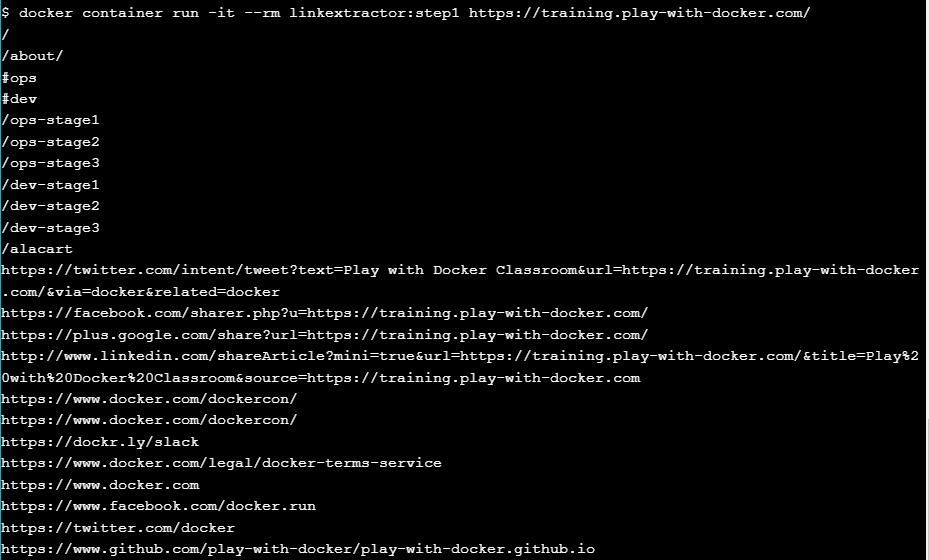 $ docker container run -it --rm linkextractor:step1 https://training.play-with-docker.com/
/
/about/
#ops
#dev
/ops-stage1
/ops-stage2
/ops-stage3
/dev-stage1
/dev-stage2
/dev-stage3
/alacart
https://twitter.com/intent/tweet?text=Play with Docker Classroom&url=https://training.play-with-docker
.com/&via=docker&related=docker
https://facebook.com/sharer.php?u=https://training.play-with-docker.com/
https://plus.google.com/share?url=https://training.play-with-docker.com/
http://www.linkedin.com/shareArticle?mini=true&url=https://training.play-with-docker.com/&title=Play%2
0with%20Docker%20Classroom&source=https://training.play-with-docker.com
https://www.docker.com/dockercon/
https://www.docker.com/dockercon/
https://dockr.ly/slack
https://www.docker.com/legal/docker-terms-service
https://www.docker.com
https://www.facebook.com/docker.run
https://twitter.com/docker
https://www.github.com/play-with-docker/play-with-docker.github.io